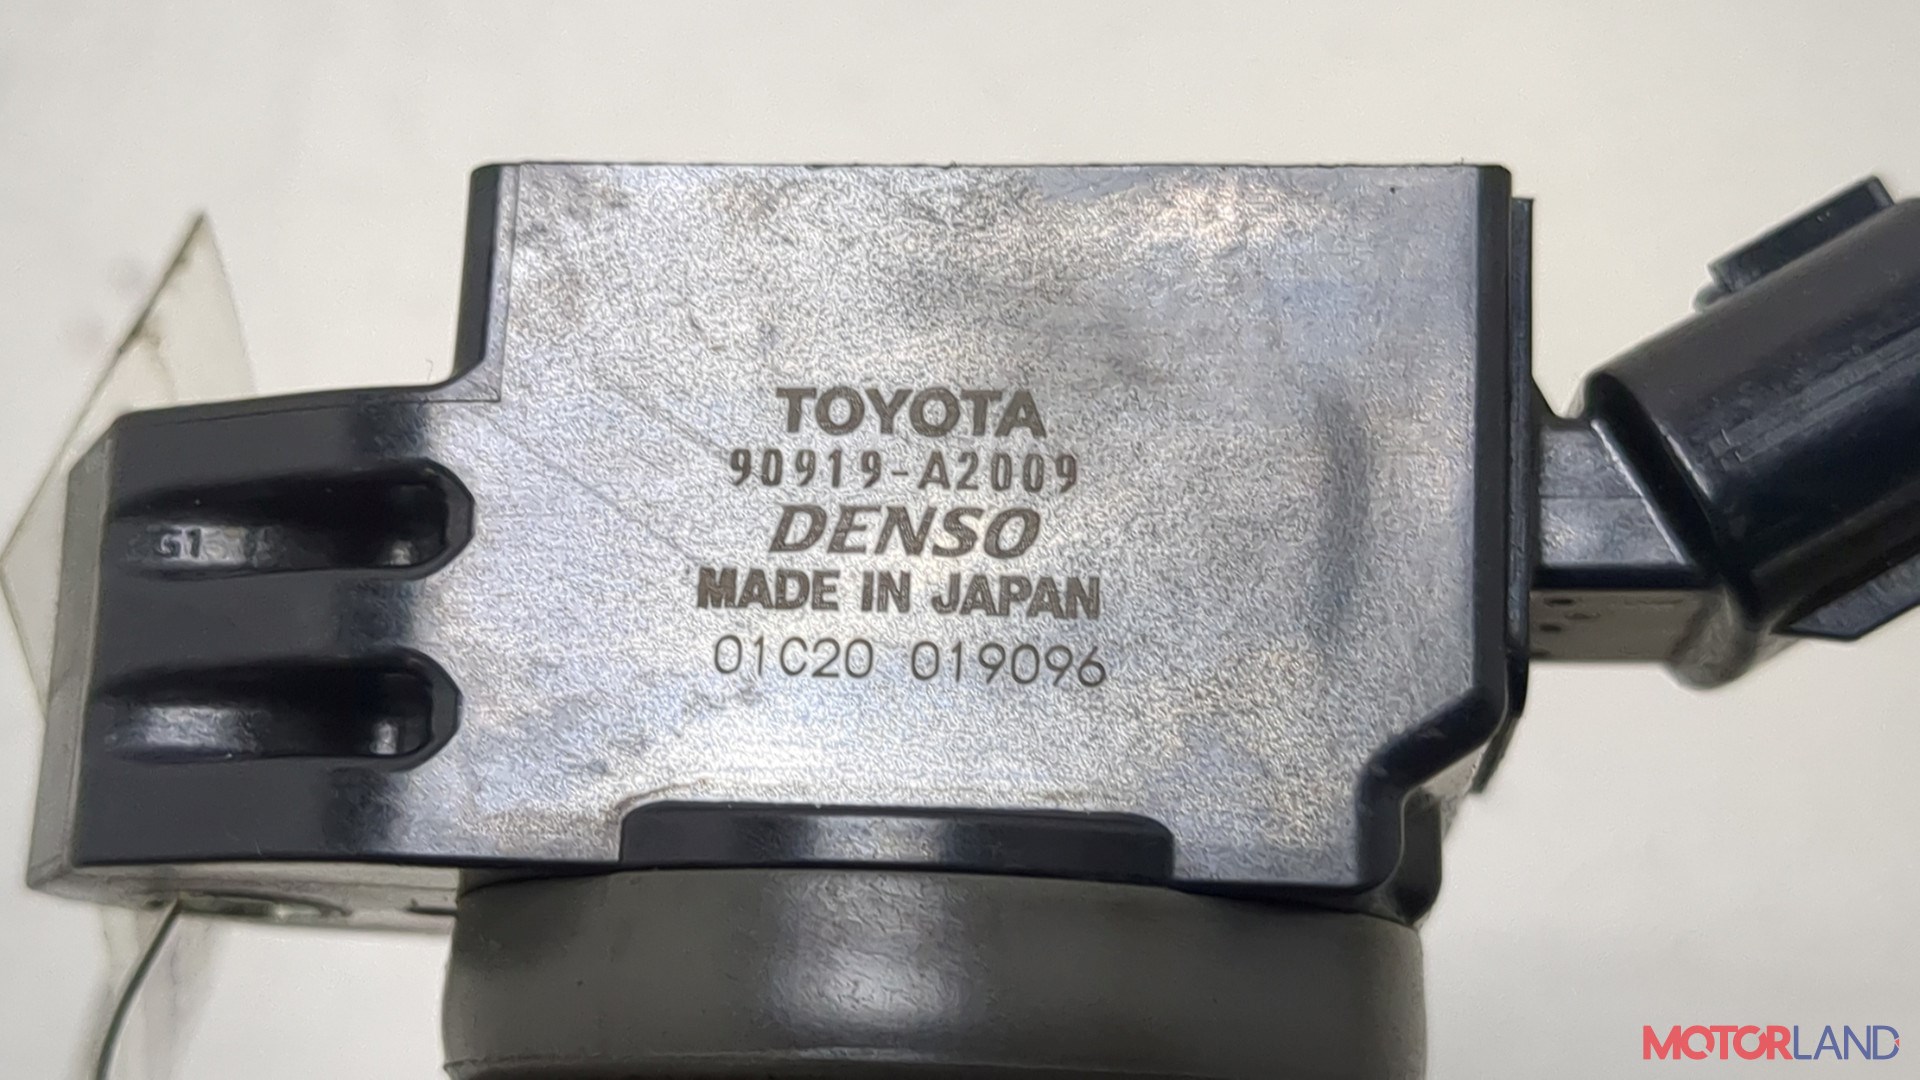 TOYOTA
90919-A2009
DENSO
MADE IN JAPAN
01C20 019096
G1
MOTORLAND